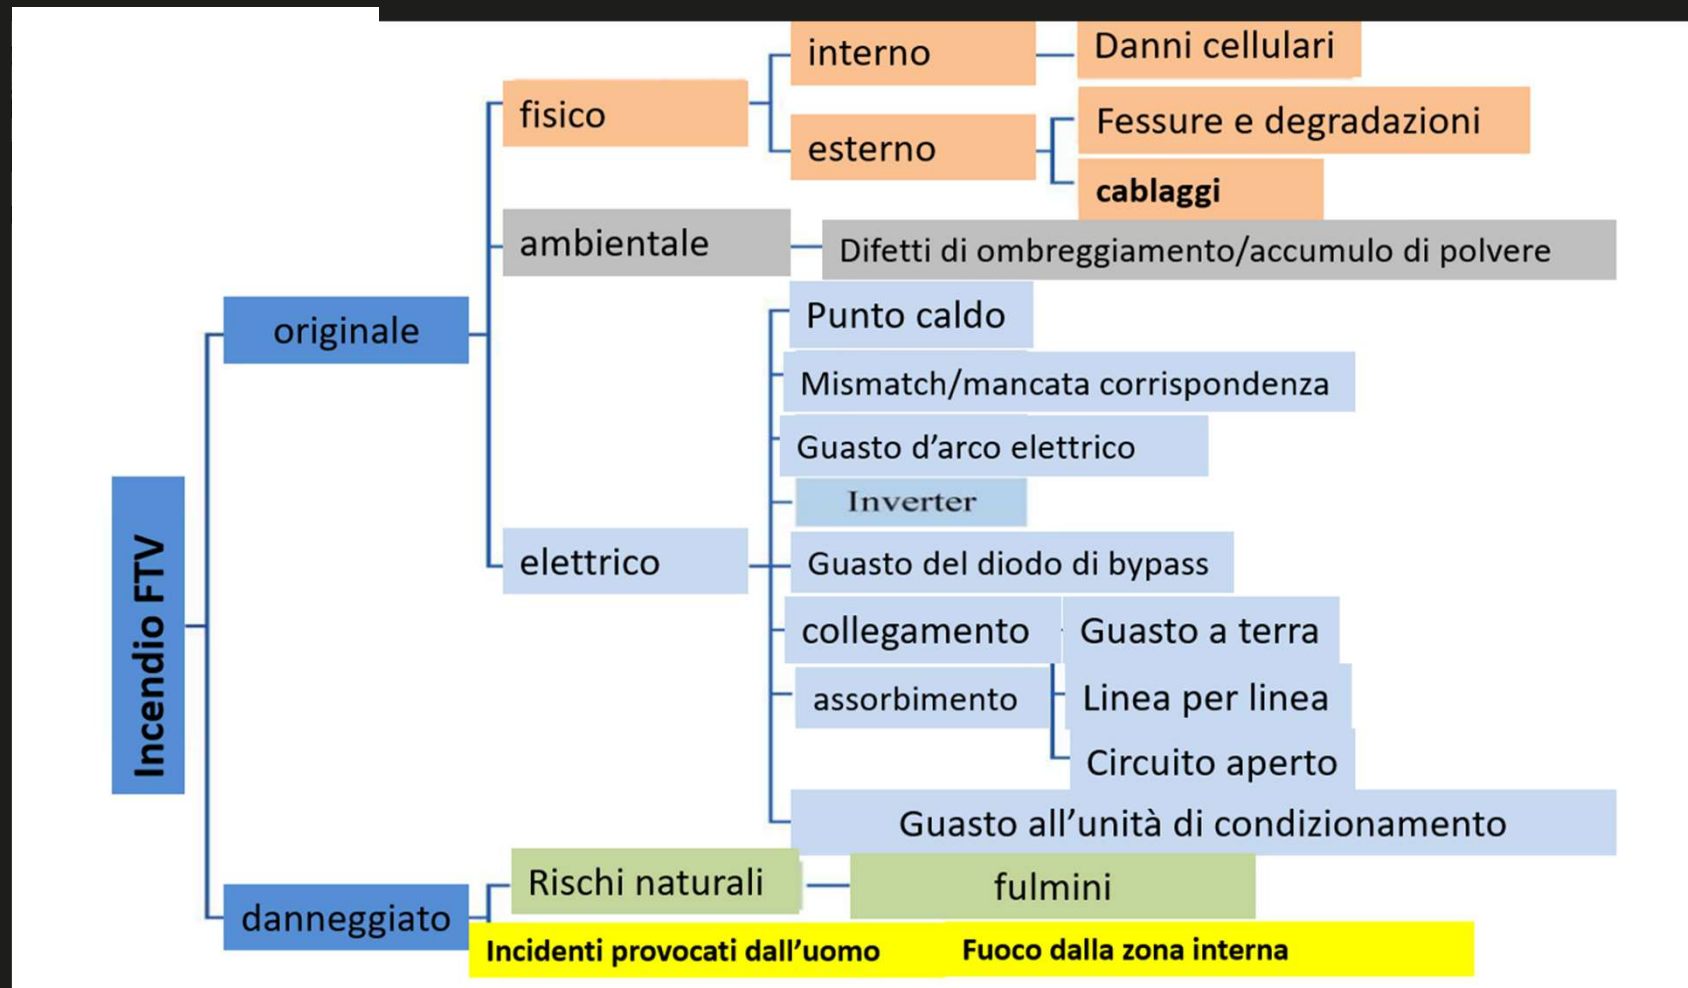 interno
Danni cellulari
fisico
esterno
Fessure e degradazioni
cablaggi
ambientale
Difetti di ombreggiamento/accumulo di polvere
originale
Punto caldo
Mismatch/mancata corrispondenza
Guasto d’arco elettrico
Inverter
elettrico
Guasto del diodo di bypass
collegamento
Guasto a terra
assorbimento
Linea per linea
Circuito aperto
Guasto all’unità di condizionamento
Incendio FTV
danneggiato
Rischi naturali
fulmini
Incidenti provocati dall’uomo
Fuoco dalla zona interna